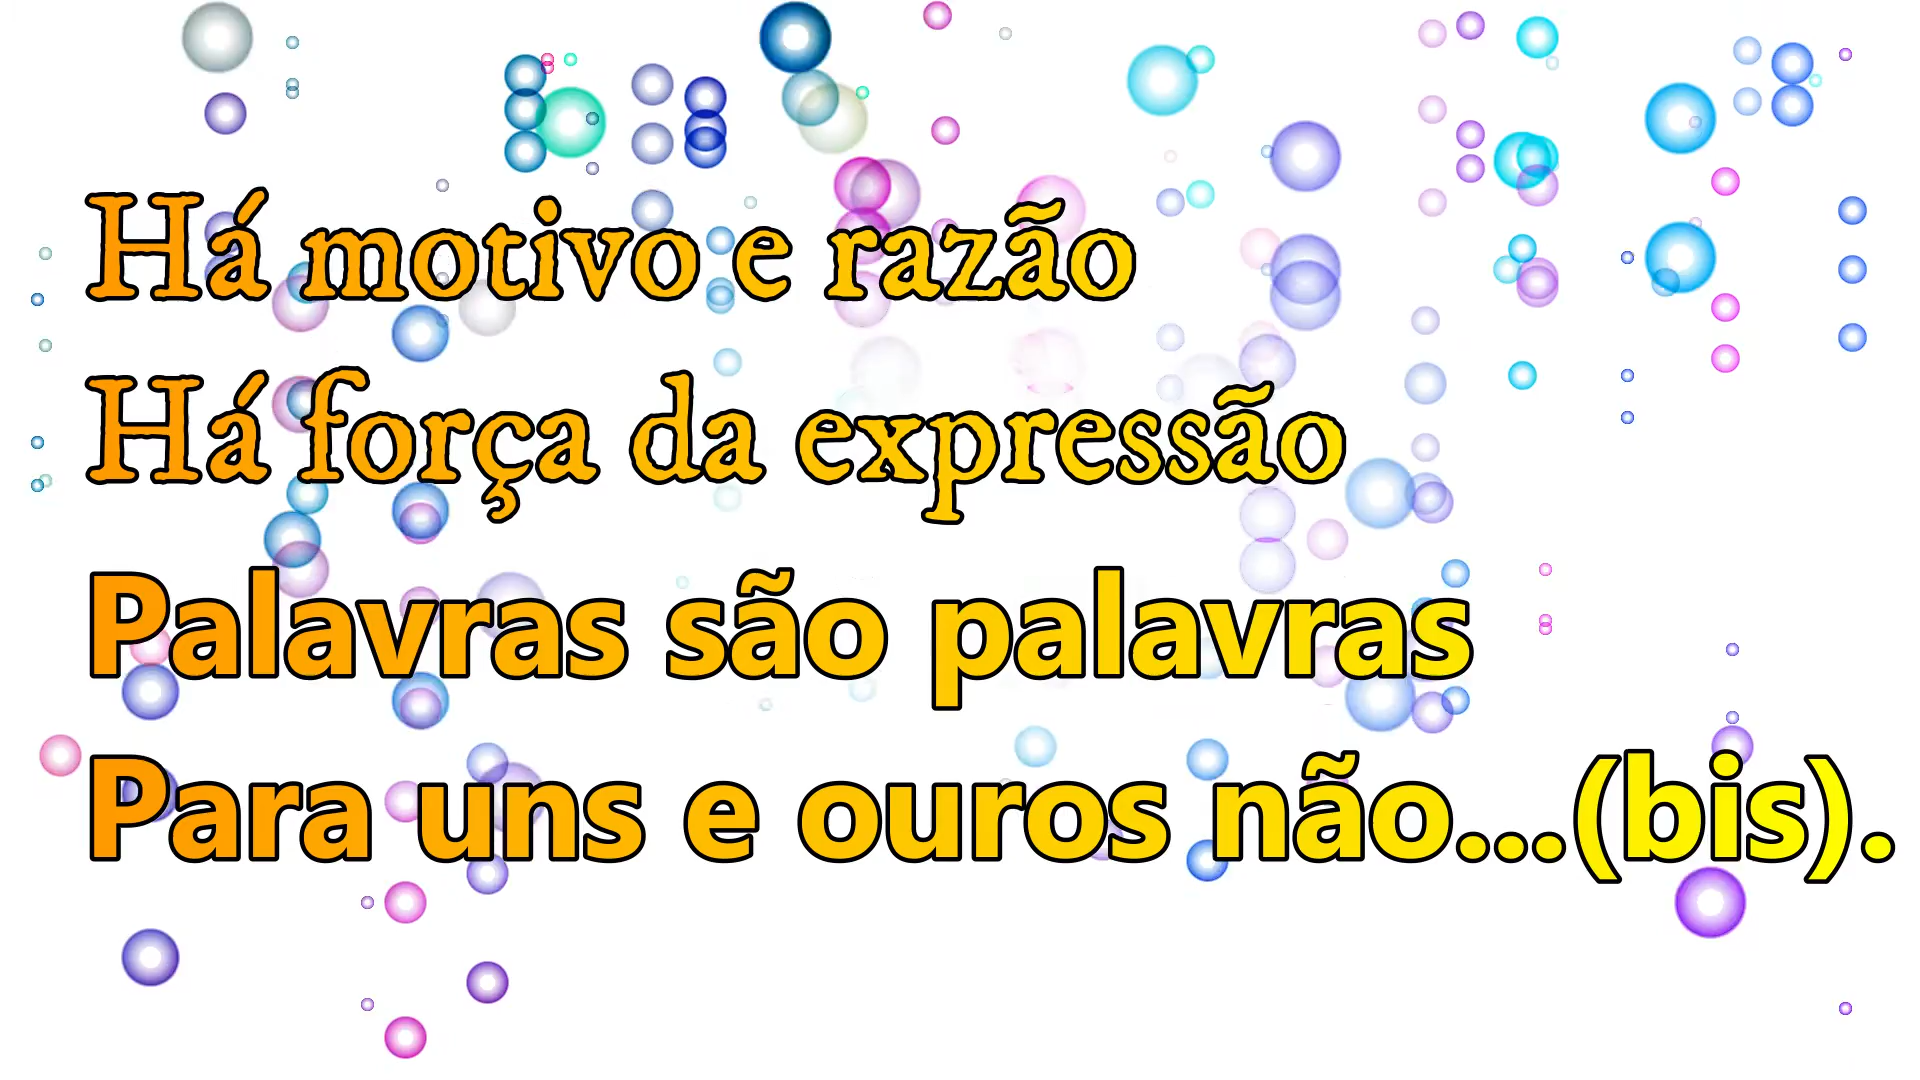 Há motivo e razão
Há força da expressão
Palavras são palavras
Para uns e ouros não...(bis).